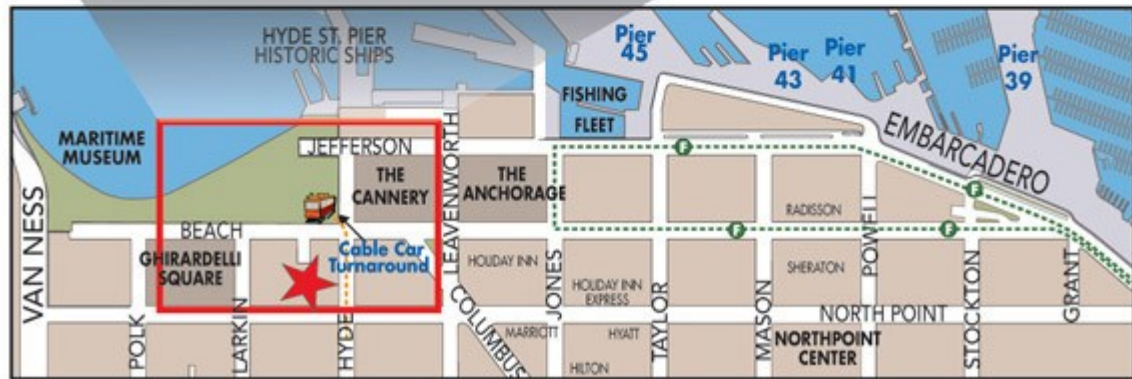 HYDE ST. PIER
HISTORIC SHIPS
Pier
45
Pier
43
Pier
41
Pier
39
FISHING
FLEET
MARITIME
MUSEUM
JEFFERSON
THE
CANNERY
THE
ANCHORAGE
LEAVENWORTH
EMBARCADERO
F
F
F
F
VAN NESS
BEACH
Cable Car
Turnaround
GHIRARDELLI
SQUARE
HOLIDAY INN
HOLIDAY INN
EXPRESS
RADISSON
SHERATON
POLK
LARKIN
HYDE
COLUMBUS
JONES
TAYLOR
MASON
POWELL
STOCKTON
GRANT
NORTH POINT
MARRIOTT
HYATT
HILTON
NORTHPOINT
CENTER